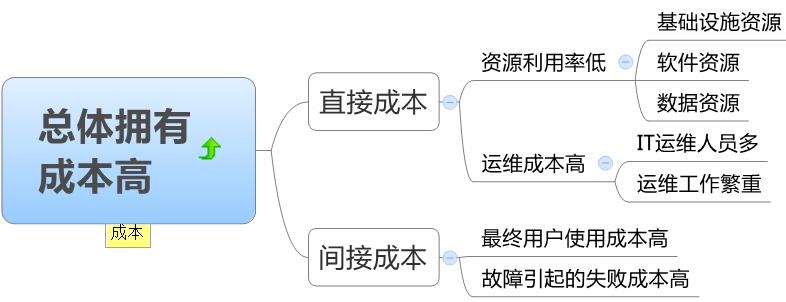 总体拥有
成本高
成本
直接成本
资源利用率低
基础设施资源
软件资源
数据资源
运维成本高
IT运维人员多
运维工作繁重
间接成本
最终用户使用成本高
故障引起的失败成本高